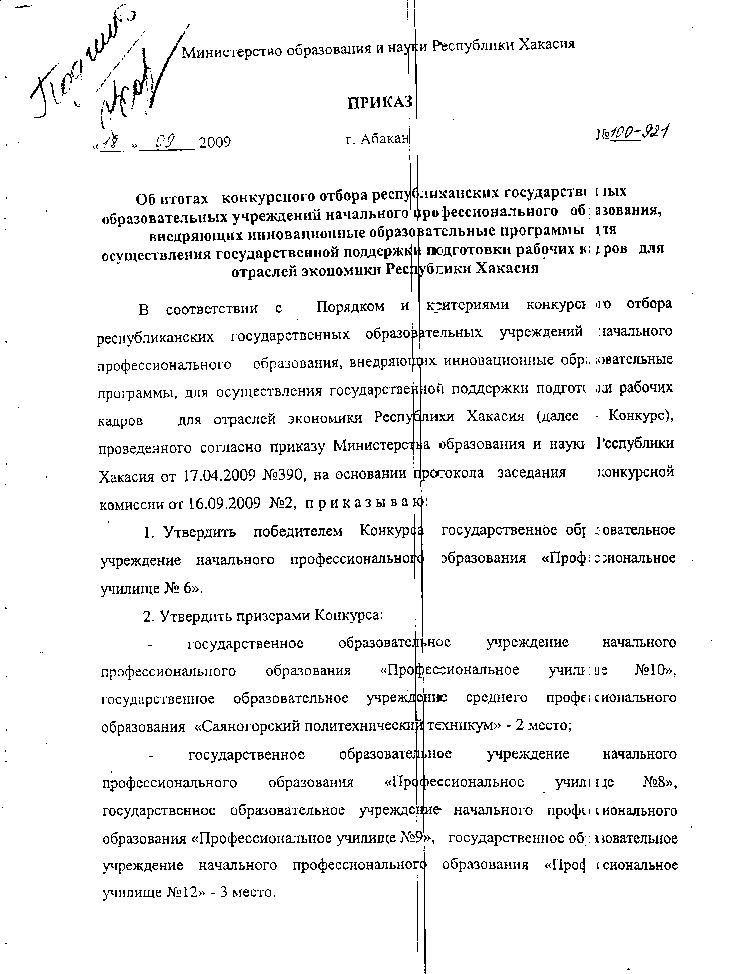 Министерство образования и науки Республики Хакасия
ПРИКАЗ
«18» 09 2009 г. Абакан №100-921
Об итогах конкурсного отбора республиканских государственных
образовательных учреждений начального профессионального образования,
внедряющих инновационные образовательные программы для
осуществления государственной поддержки подготовки рабочих кадров для
отраслей экономики Республики Хакасия
В соответствии с Порядком и критериями конкурсного отбора
республиканских государственных образовательных учреждений начального
профессионального образования, внедряющих инновационные образовательные
программы, для осуществления государственной поддержки подготовки рабочих
кадров для отраслей экономики Республики Хакасия (далее - Конкурс),
проведенного согласно приказу Министерства образования и науки Республики
Хакасия от 17.04.2009 №390, на основании протокола заседания конкурсной
комиссии от 16.09.2009 №2, п р и к а з ы в а ю:
1. Утвердить победителем Конкурса государственное образовательное
учреждение начального профессионального образования «Профессиональное
училище № 6».
2. Утвердить призерами Конкурса:
- государственное образовательное учреждение начального
профессионального образования «Профессиональное училище №10»,
государственное образовательное учреждение среднего профессионального
образования «Саяногорский политехнический техникум» - 2 место;
- государственное образовательное учреждение начального
профессионального образования «Профессиональное училище №8»,
государственное образовательное учреждение начального профессионального
образования «Профессиональное училище №9», государственное образовательное
учреждение начального профессионального образования «Профессиональное
училище №12» - 3 место.